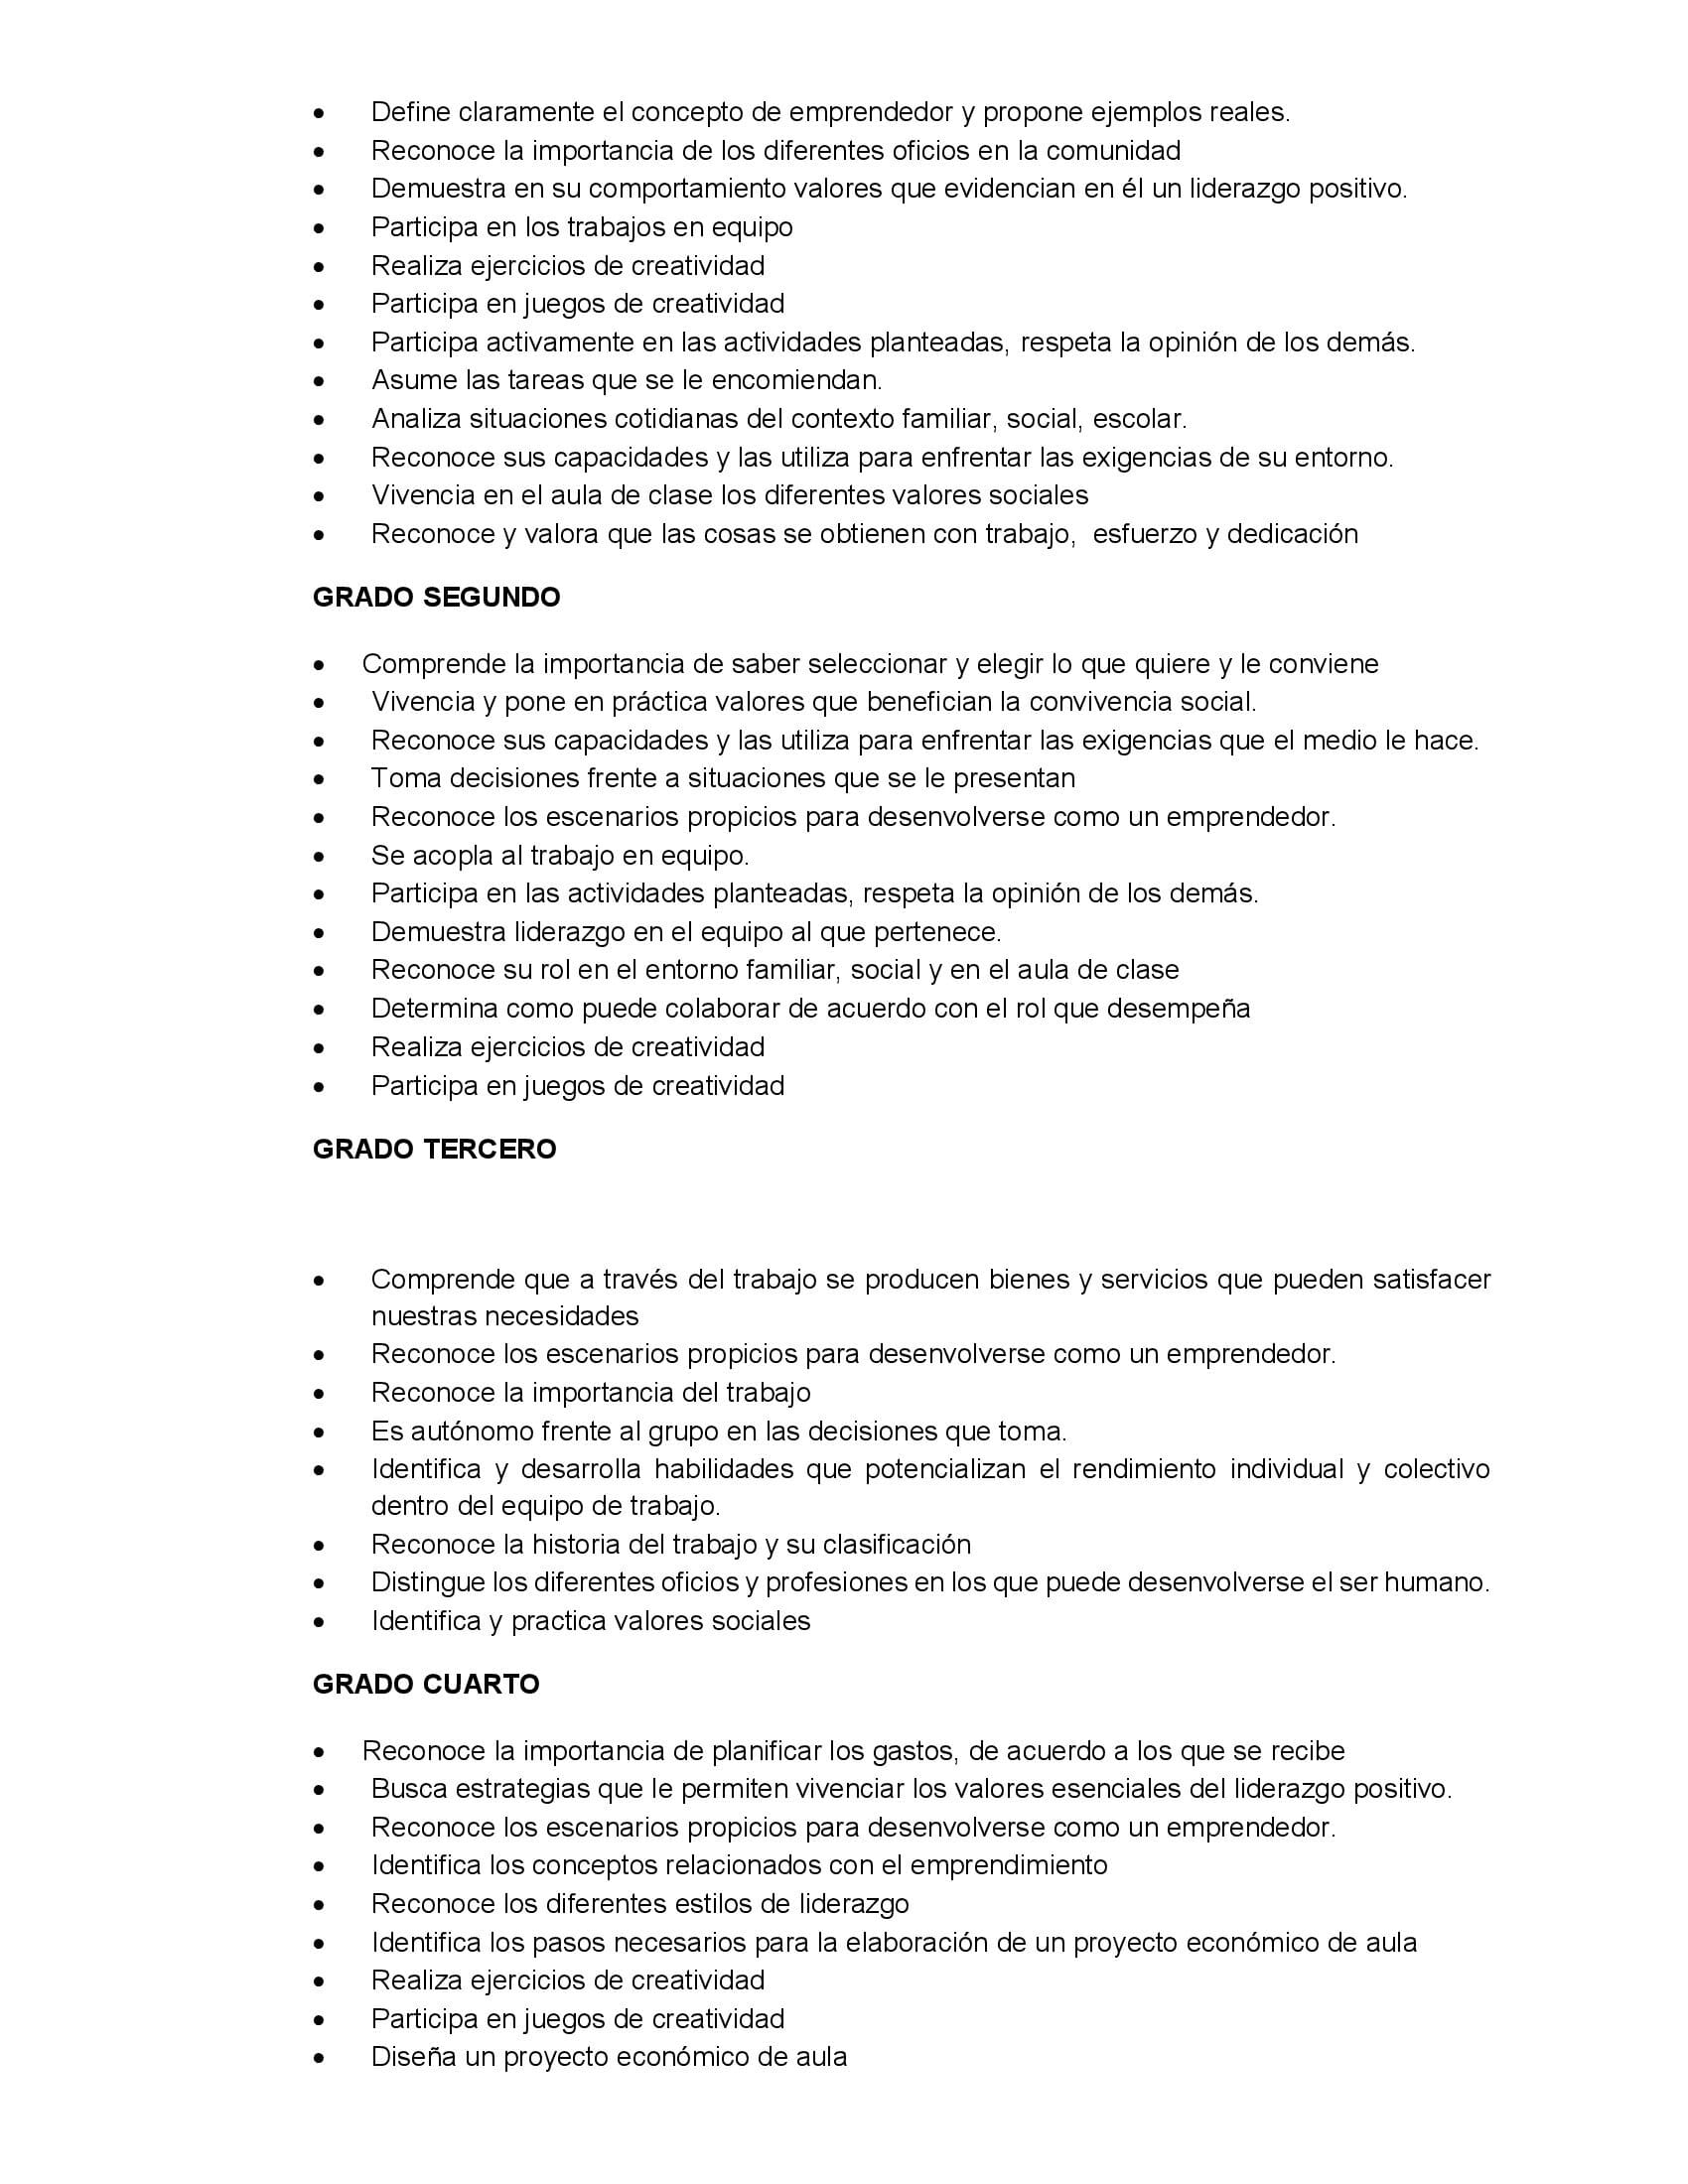 • Define claramente el concepto de emprendedor y propone ejemplos reales.
• Reconoce la importancia de los diferentes oficios en la comunidad
• Demuestra en su comportamiento valores que evidencian en él un liderazgo positivo.
• Participa en los trabajos en equipo
• Realiza ejercicios de creatividad
• Participa en juegos de creatividad
• Participa activamente en las actividades planteadas, respeta la opinión de los demás.
• Asume las tareas que se le encomiendan.
• Analiza situaciones cotidianas del contexto familiar, social, escolar.
• Reconoce sus capacidades y las utiliza para enfrentar las exigencias de su entorno.
• Vivencia en el aula de clase los diferentes valores sociales
• Reconoce y valora que las cosas se obtienen con trabajo, esfuerzo y dedicación
GRADO SEGUNDO
• Comprende la importancia de saber seleccionar y elegir lo que quiere y le conviene
• Vivencia y pone en práctica valores que benefician la convivencia social.
• Reconoce sus capacidades y las utiliza para enfrentar las exigencias que el medio le hace.
• Toma decisiones frente a situaciones que se le presentan
• Reconoce los escenarios propicios para desenvolverse como un emprendedor.
• Se acopla al trabajo en equipo.
• Participa en las actividades planteadas, respeta la opinión de los demás.
• Demuestra liderazgo en el equipo al que pertenece.
• Reconoce su rol en el entorno familiar, social y en el aula de clase
• Determina como puede colaborar de acuerdo con el rol que desempeña
• Realiza ejercicios de creatividad
• Participa en juegos de creatividad
GRADO TERCERO
• Comprende que a través del trabajo se producen bienes y servicios que pueden satisfacer
nuestras necesidades
• Reconoce los escenarios propicios para desenvolverse como un emprendedor.
• Reconoce la importancia del trabajo
• Es autónomo frente al grupo en las decisiones que toma.
• Identifica y desarrolla habilidades que potencializan el rendimiento individual y colectivo
dentro del equipo de trabajo.
• Reconoce la historia del trabajo y su clasificación
• Distingue los diferentes oficios y profesiones en los que puede desenvolverse el ser humano.
• Identifica y practica valores sociales
GRADO CUARTO
• Reconoce la importancia de planificar los gastos, de acuerdo a los que se recibe
• Busca estrategias que le permiten vivenciar los valores esenciales del liderazgo positivo.
• Reconoce los escenarios propicios para desenvolverse como un emprendedor.
• Identifica los conceptos relacionados con el emprendimiento
• Reconoce los diferentes estilos de liderazgo
• Identifica los pasos necesarios para la elaboración de un proyecto económico de aula
• Realiza ejercicios de creatividad
• Participa en juegos de creatividad
• Diseña un proyecto económico de aula